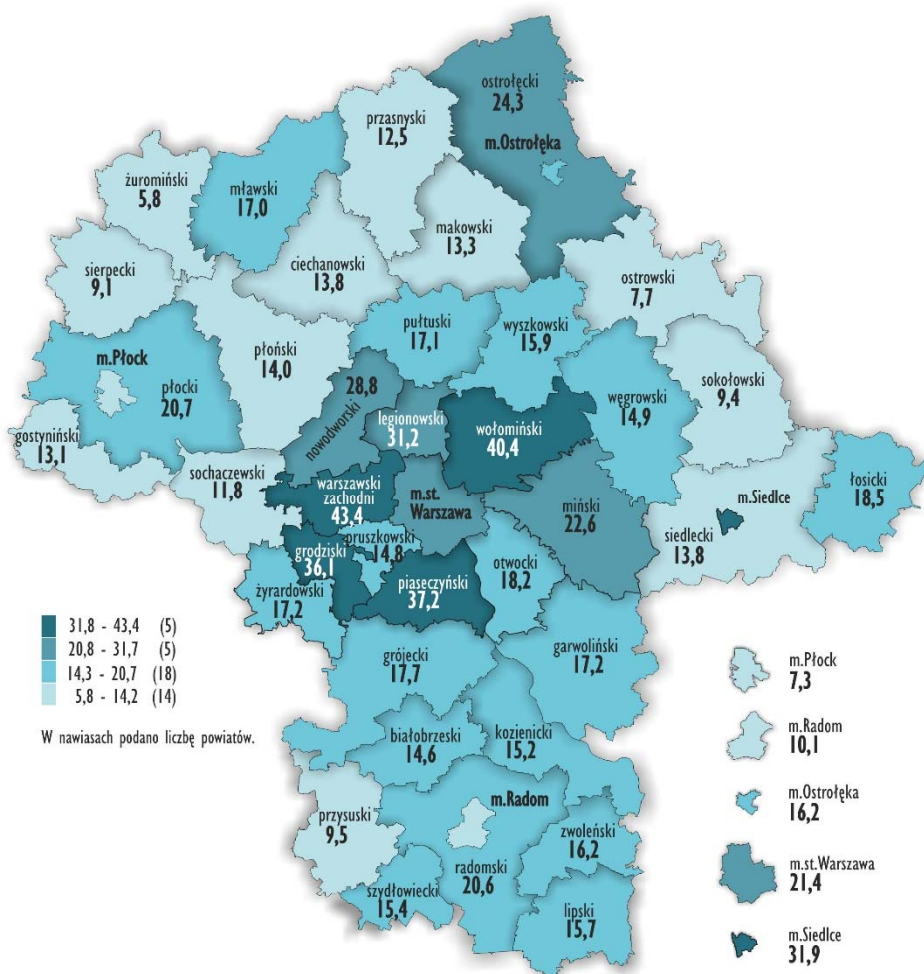 ostrołęcki
24,3
m.Ostrołęka
przasnyski
12,5
żuromiński
5,8
mławski
17,0
makowski
13,3
ciechanowski
13,8
sierpecki
9,1
ostrowski
7,7
pułtuski
17,1
wyszkowski
15,9
m.Płock
płocki
20,7
płoński
14,0
28,8
nowodworski
legionowski
31,2
wołomiński
40,4
węgrowski
14,9
sokołowski
9,4
gostyniński
13,1
sochaczewski
11,8
warszawski
zachodni
43,4
m.st.
Warszawa
miński
22,6
m.Siedlce
siedlecki
13,8
łosicki
18,5
pruszkowski
14,8
grodziski
36,1
piaseczyński
37,2
otwocki
18,2
żyrardowski
17,2
garwoliński
17,2
grójecki
17,7
31,8 - 43,4 (5)
20,8 - 31,7 (5)
14,3 - 20,7 (18)
5,8 - 14,2 (14)
W nawiasach podano liczbę powiatów.
białobrzeski
14,6
kozienicki
15,2
m.Radom
przysuski
9,5
zwoleński
16,2
radomski
20,6
szydłowiecki
15,4
lipski
15,7
m.Płock
7,3
m.Radom
10,1
m.Ostrołęka
16,2
m.st.Warszawa
21,4
m.Siedlce
31,9